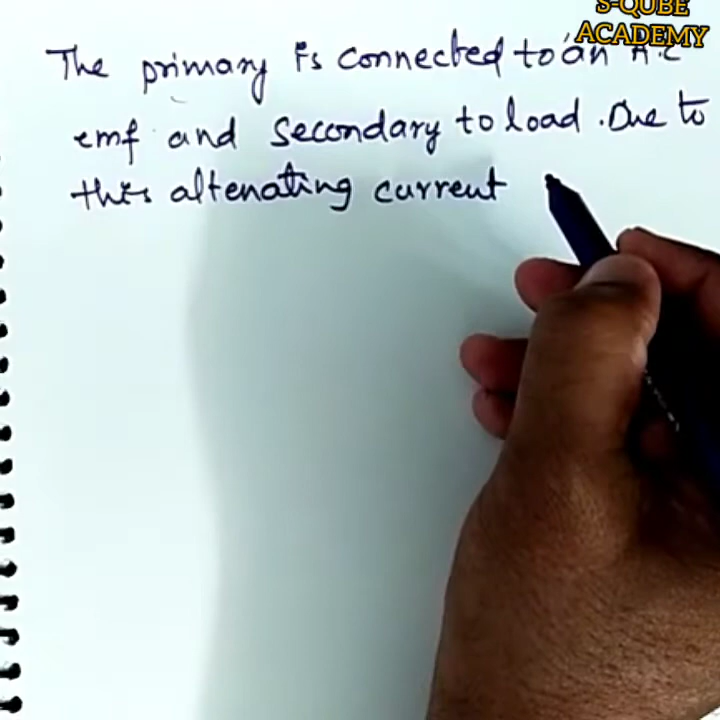 S-QUBE
ACADEMY
The primary is connected to an A.C
emf and secondary to load . Due to
this altenating current